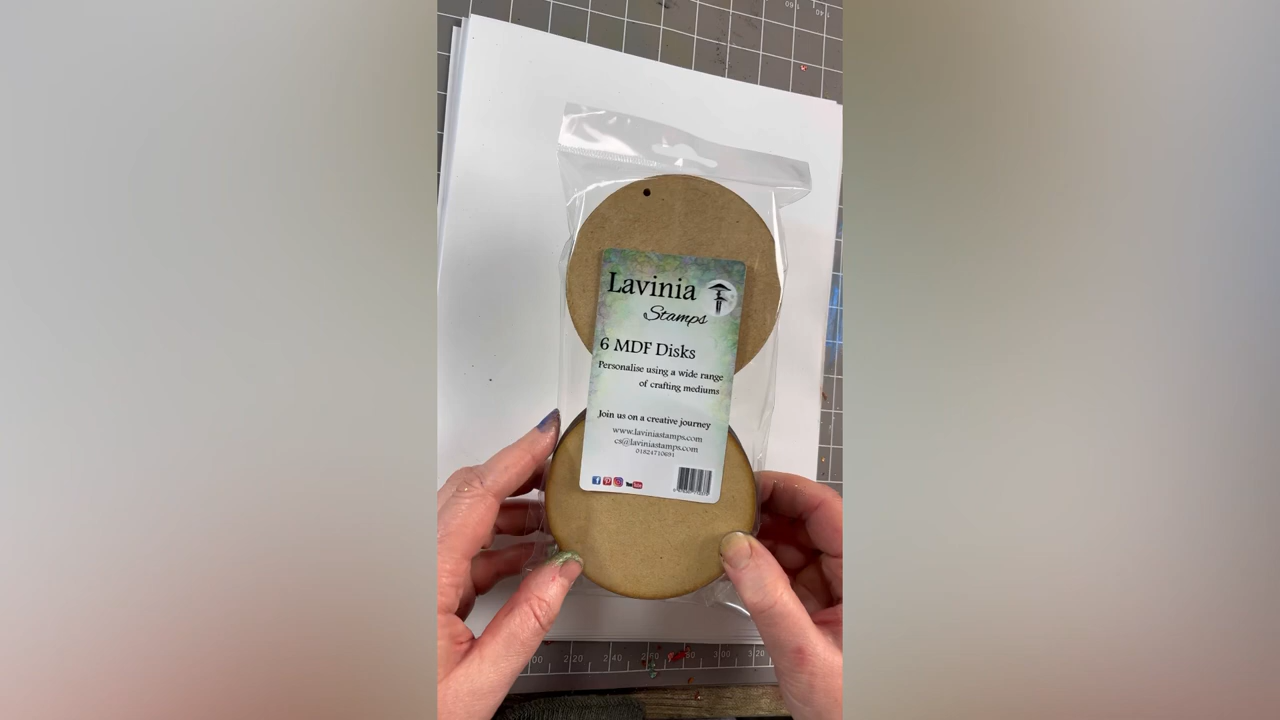 Lavinia
Stamps
6 MDF Disks
Personalise using a wide range
of crafting mediums
Join us on a creative journey
www.laviniastamps.com
cs@laviniastamps.com
01824710691